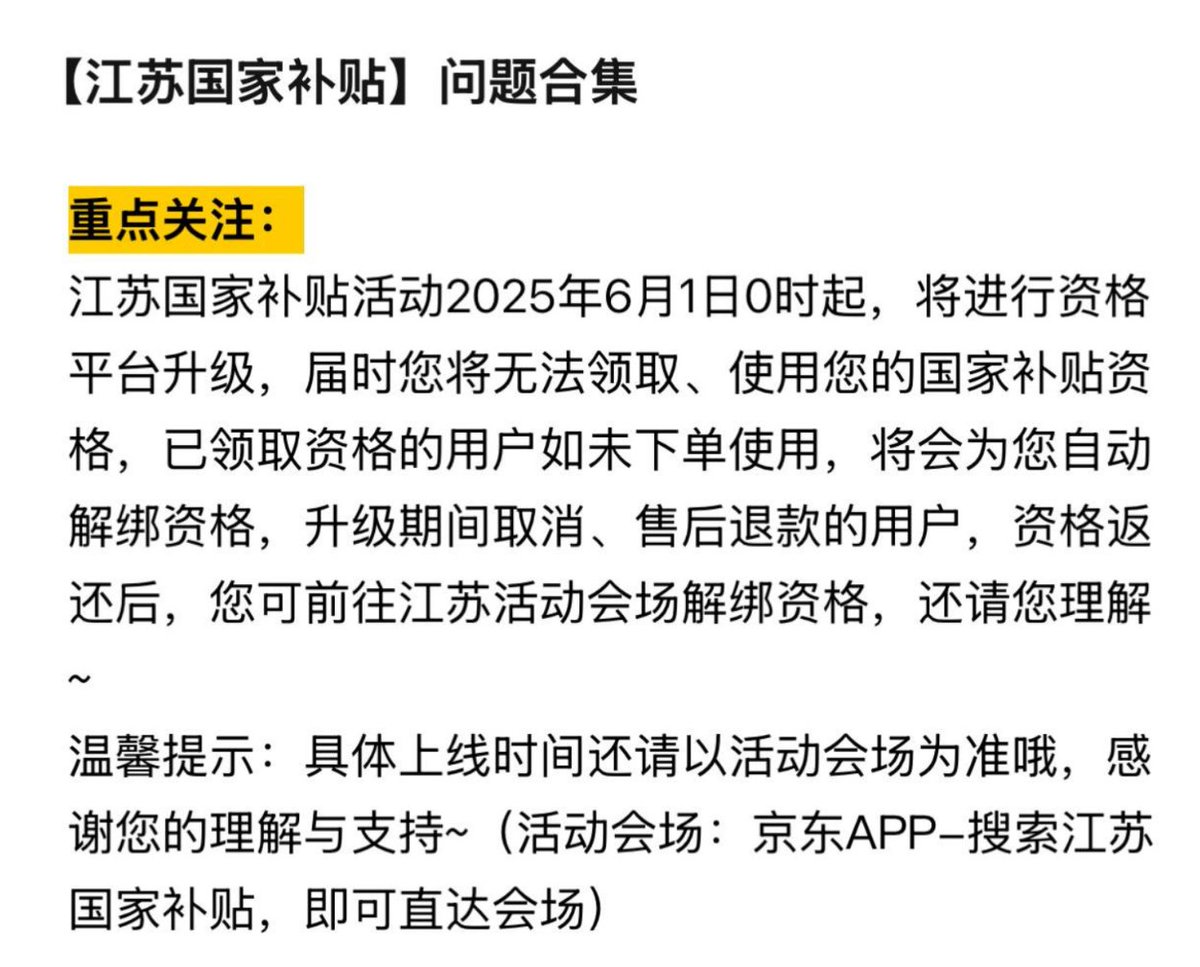 【江苏国家补贴】问题合集
重点关注：
江苏国家补贴活动2025年6月1日0时起，将进行资格
平台升级，届时您将无法领取、使用您的国家补贴资
格，已领取资格的用户如未下单使用，将会为您自动
解绑资格，升级期间取消、售后退款的用户，资格返
还后，您可前往江苏活动会场解绑资格，还请您理解
~
温馨提示：具体上线时间还请以活动会场为准哦，感
谢您的理解与支持~（活动会场：京东APP-搜索江苏
国家补贴，即可直达会场）